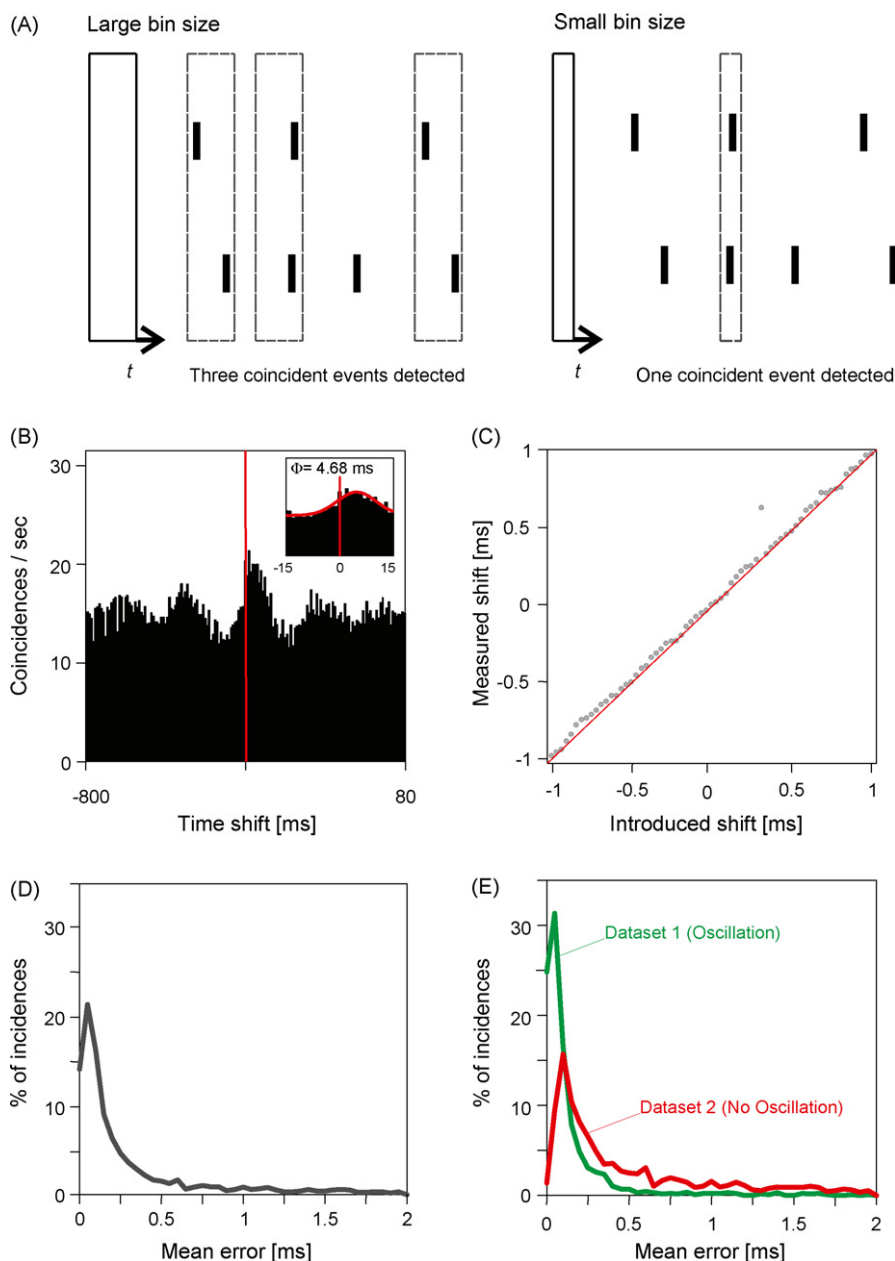 (A)
Large bin size
Small bin size
t
Three coincident events detected
t
One coincident event detected
(B)
30
20
10
0
Coincidences / sec
-800
80
Time shift [ms]
Φ= 4.68 ms
-15
0
15
(C)
1
0.5
0
-0.5
-1
Measured shift [ms]
-1
-0.5
0
0.5
1
Introduced shift [ms]
(D)
30
20
10
0
% of incidences
0
0.5
1
1.5
2
Mean error [ms]
(E)
30
20
10
0
% of incidences
Dataset 1 (Oscillation)
Dataset 2 (No Oscillation)
0
0.5
1
1.5
2
Mean error [ms]